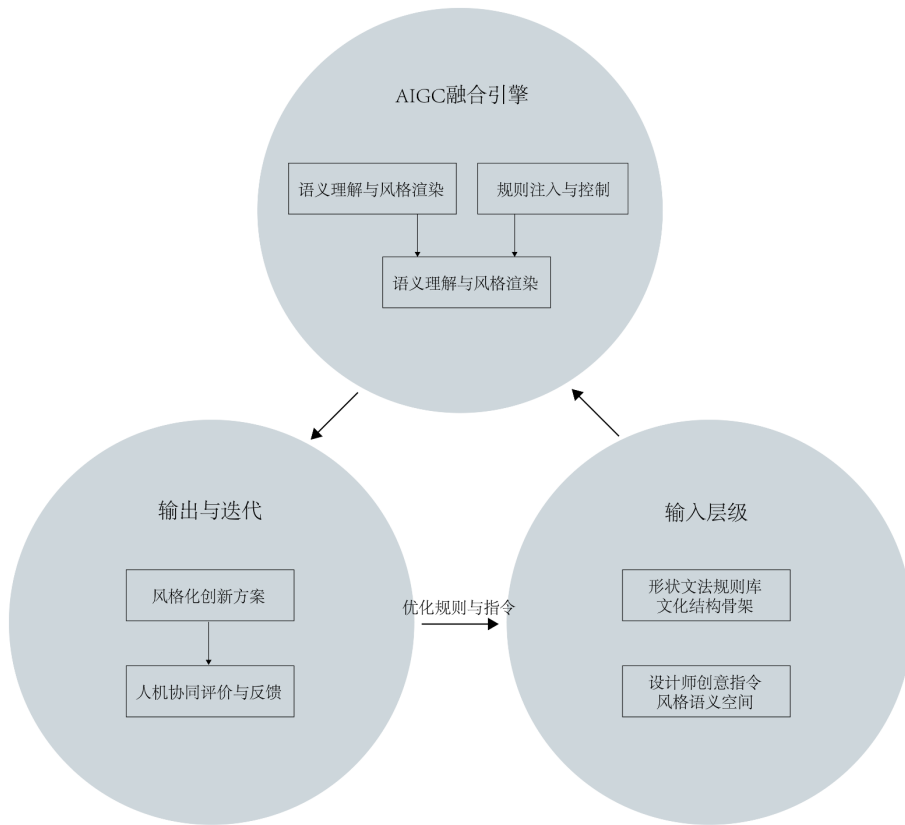 AIGC融合引擎
语义理解与风格渲染
规则注入与控制
语义理解与风格渲染
输出与迭代
风格化创新方案
人机协同评价与反馈
优化规则与指令
输入层级
形状文法规则库
文化结构骨架
设计师创意指令
风格语义空间